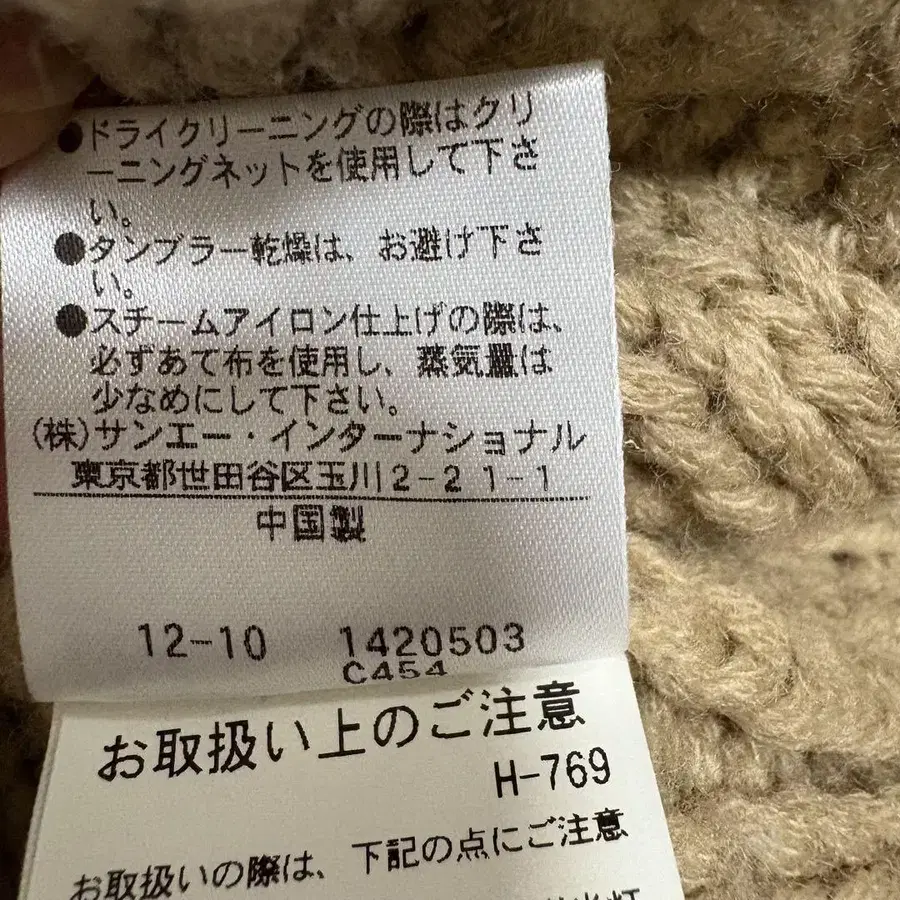 ●ドライクリーニングの際はクリ
ーニングネットを使用して下さ
い。
●タンブラー乾燥は、お避け下さ
い。
●スチームアイロン仕上げの際は、
必ずあて布を使用し、蒸気量は
少なめにして下さい。
(株)サンエー・インターナショナル
東京都世田谷区玉川2-21-1
中国製
12-10 1420503
C454
お取扱い上のご注意
H-769
お取扱いの際は、下記の点にご注意